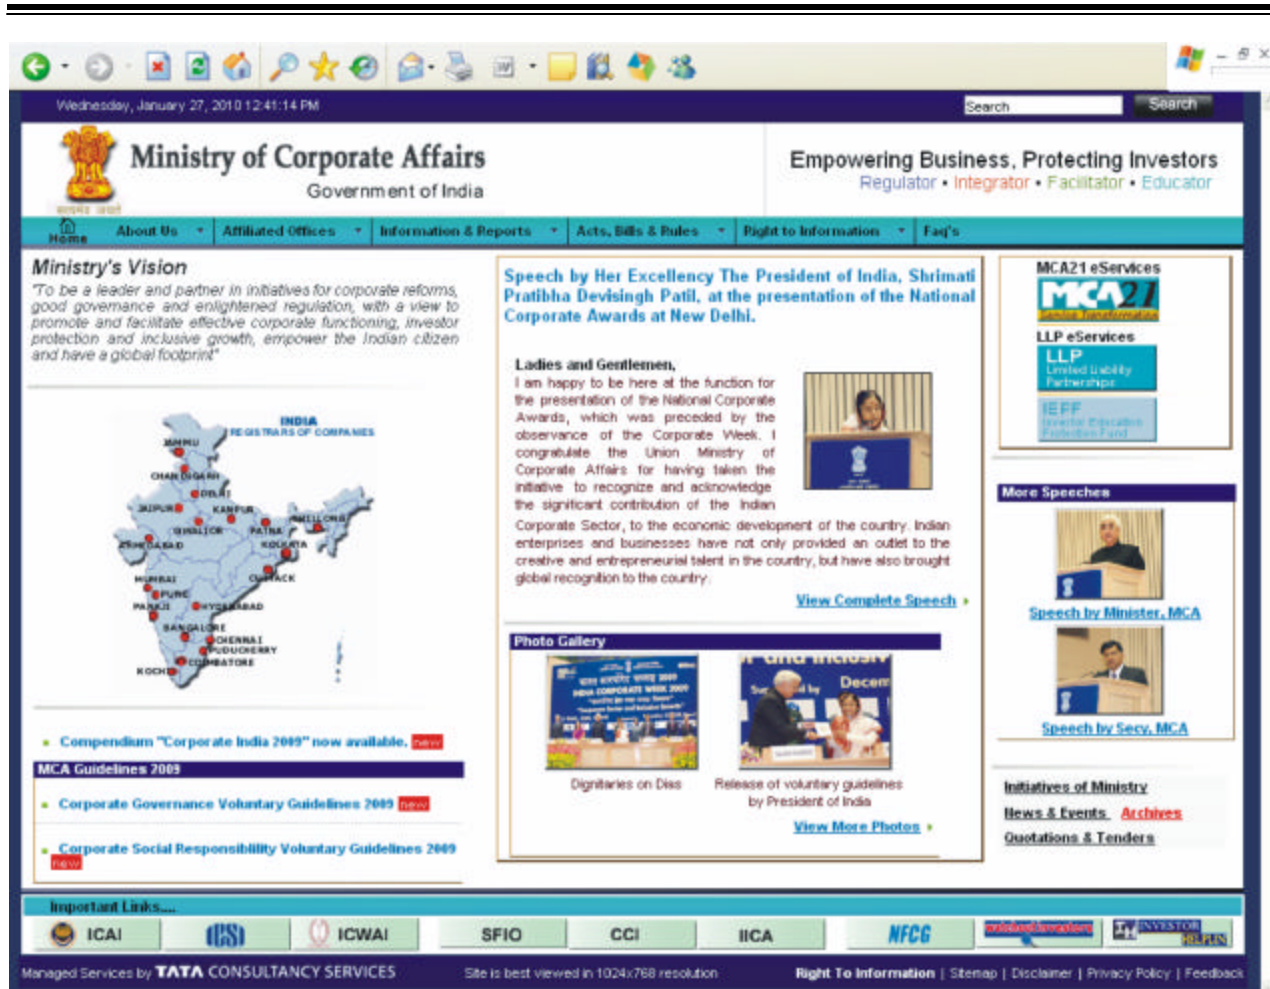 Wednesday, January 27, 2010 12:41:14 PM
Search
Search
Ministry of Corporate Affairs
Government of India
Empowering Business, Protecting Investors
Regulator • Integrator • Facilitator • Educator
Home
About Us
Affiliated Offices
Information & Reports
Acts, Bills & Rules
Right to Information
Faq's
Ministry's Vision
"To be a leader and partner in initiatives for corporate reforms,
good governance and enlightened regulation, with a view to
promote and facilitate effective corporate functioning, investor
protection and inclusive growth, empower the Indian citizen
and have a global footprint"
INDIA
REGISTRARS OF COMPANIES
JAMMU
CHANDIGARH
DELHI
JAIPUR
KANPUR
SHILLONG
GWALIOR
PATNA
AHMEDABAD
KOLKATA
MUMBAI
CUTTACK
PUNE
PANAJI
HYDERABAD
BANGALORE
CHENNAI
PUDUCHERRY
COIMBATORE
KOCHI
Compendium "Corporate India 2009" now available. new
MCA Guidelines 2009
Corporate Governance Voluntary Guidelines 2009 new
Corporate Social Responsiblility Voluntary Guidelines 2009
new
Speech by Her Excellency The President of India, Shrimati
Pratibha Devisingh Patil, at the presentation of the National
Corporate Awards at New Delhi.
Ladies and Gentlemen,
I am happy to be here at the function for
the presentation of the National Corporate
Awards, which was preceded by the
observance of the Corporate Week. I
congratulate the Union Ministry of
Corporate Affairs for having taken the
initiative to recognize and acknowledge
the significant contribution of the Indian
Corporate Sector, to the economic development of the country. Indian
enterprises and businesses have not only provided an outlet to the
creative and entrepreneurial talent in the country, but have also brought
global recognition to the country.
View Complete Speech
Photo Gallery
INDIA CORPORATE WEEK 2009
Decem
Dignitaries on Dias
Release of voluntary guidelines
by President of India
View More Photos
MCA21 eServices
MCA21
Service Transformation
LLP eServices
LLP
Limited Liability
Partnerships
IEPF
Investor Education
Protection Fund
More Speeches
Speech by Minister, MCA
Speech by Secy, MCA
Initiatives of Ministry
News & Events Archives
Quotations & Tenders
Important Links....
ICAI
ICSI
ICWAI
SFIO
CCI
IICA
NFCG
watchoutinvestors
IH INVESTOR
HELPLINE
Managed Services by TATA CONSULTANCY SERVICES
Site is best viewed in 1024x768 resolution
Right To Information | Sitemap | Disclaimer | Privacy Policy | Feedback